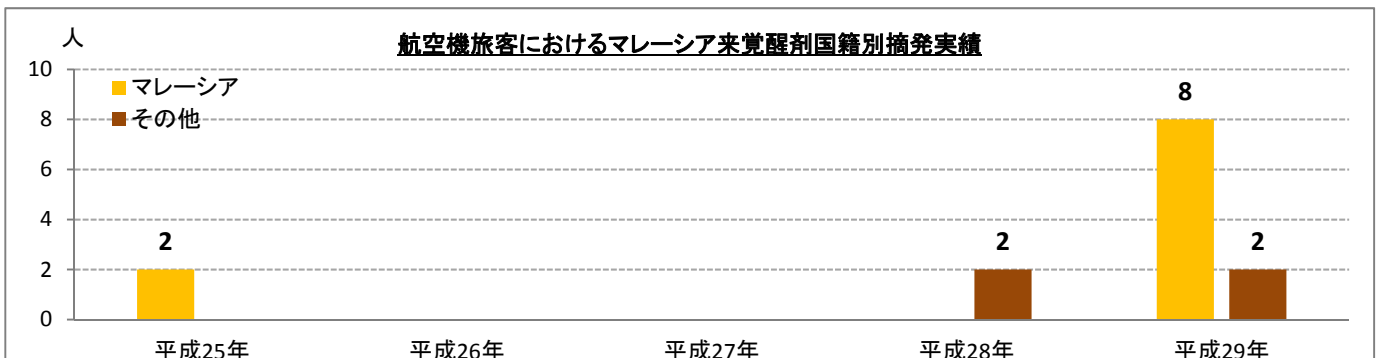 人
航空機旅客におけるマレーシア来覚醒剤国籍別摘発実績
10
マレーシア
その他
8
8
6
4
2
2
2
2
0
平成25年
平成26年
平成27年
平成28年
平成29年